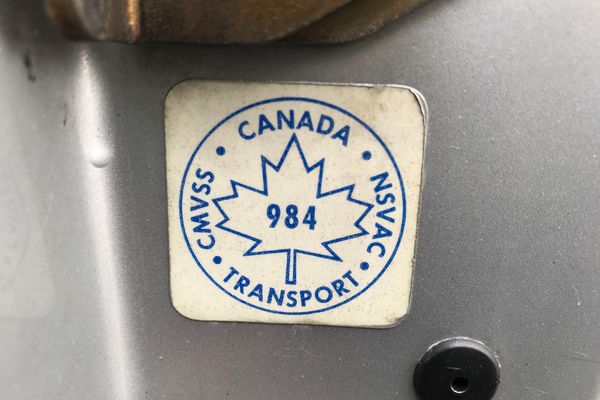 CANADA
CMVSS
984
NSVAC
TRANSPORT